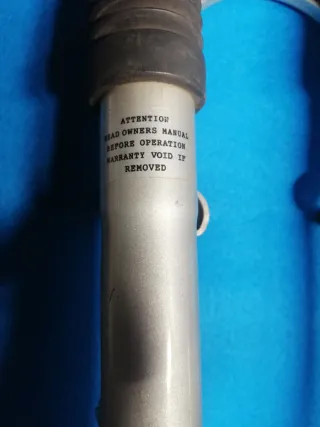 ATTENTION
READ OWNERS MANUAL
BEFORE OPERATION
WARRANTY VOID IF
REMOVED